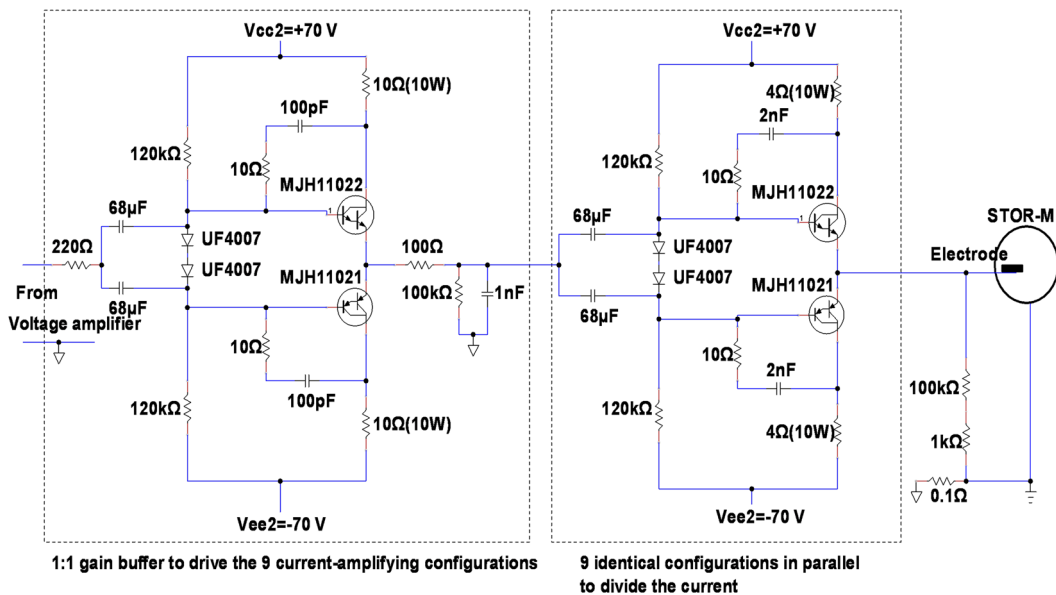 Vcc2=+70 V
10Ω(10W)
100pF
120kΩ
10Ω
MJH11022
1
68µF
UF4007
220Ω
UF4007
100Ω
MJH11021
100kΩ
1nF
From
68µF
Voltage amplifier
10Ω
100pF
120kΩ
10Ω(10W)
Vee2=-70 V
1:1 gain buffer to drive the 9 current-amplifying configurations
Vcc2=+70 V
4Ω(10W)
2nF
120kΩ
10Ω
MJH11022
1
68µF
UF4007
UF4007
MJH11021
68µF
10Ω
2nF
120kΩ
4Ω(10W)
Vee2=-70 V
9 identical configurations in parallel
to divide the current
STOR-M
Electrode
100kΩ
1kΩ
0.1Ω